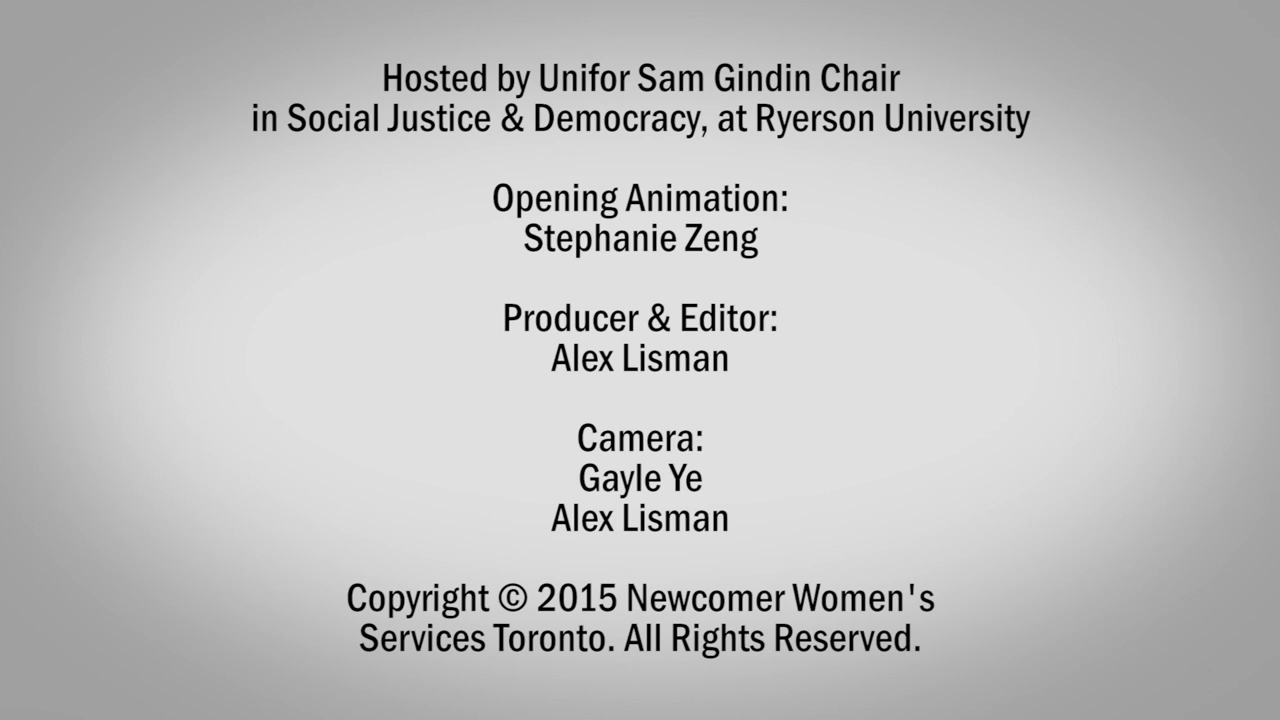 Hosted by Unifor Sam Gindin Chair
in Social Justice & Democracy, at Ryerson University
Opening Animation:
Stephanie Zeng
Producer & Editor:
Alex Lisman
Camera:
Gayle Ye
Alex Lisman
Copyright © 2015 Newcomer Women's
Services Toronto. All Rights Reserved.